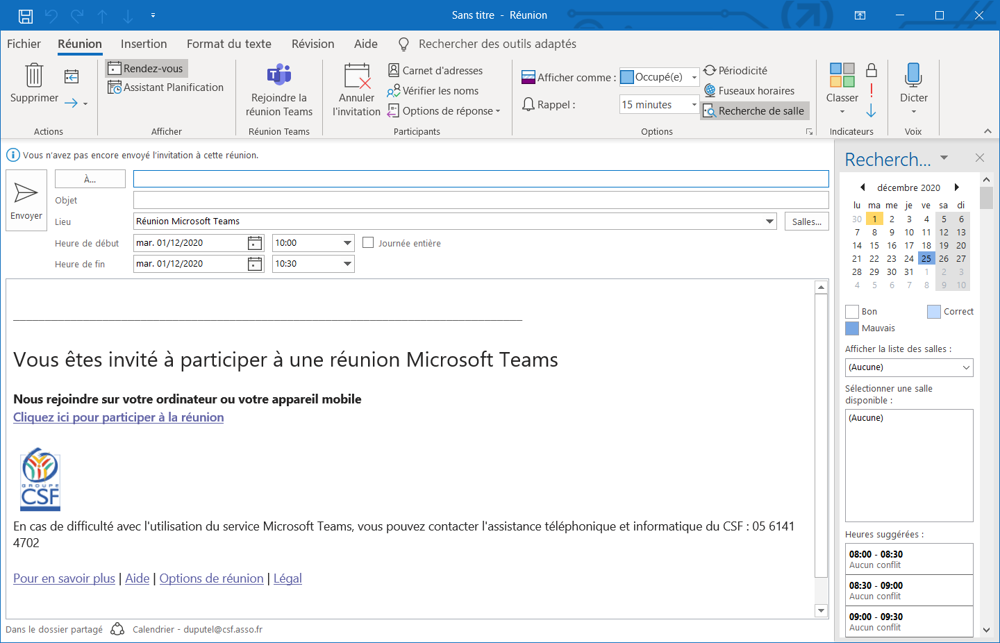 Sans titre - Réunion
Fichier Réunion Insertion Format du texte Révision Aide Rechercher des outils adaptés
Supprimer
Actions
Rendez-vous
Assistant Planification
Afficher
Rejoindre la
réunion Teams
Réunion Teams
Annuler
l'invitation
Carnet d'adresses
Vérifier les noms
Options de réponse
Participants
Afficher comme : Occupé(e)
Rappel : 15 minutes
Périodicité
Fuseaux horaires
Recherche de salle
Options
Classer
Indicateurs
Dicter
Voix
Vous n'avez pas encore envoyé l'invitation à cette réunion.
Envoyer
À...
Objet
Lieu Réunion Microsoft Teams Salles...
Heure de début mar. 01/12/2020 10:00 Journée entière
Heure de fin mar. 01/12/2020 10:30
Vous êtes invité à participer à une réunion Microsoft Teams
Nous rejoindre sur votre ordinateur ou votre appareil mobile
Cliquez ici pour participer à la réunion
GROUPE
CSF
En cas de difficulté avec l'utilisation du service Microsoft Teams, vous pouvez contacter l'assistance téléphonique et informatique du CSF : 05 6141
4702
Pour en savoir plus | Aide | Options de réunion | Légal
Dans le dossier partagé Calendrier - duputel@csf.asso.fr
Recherch...
décembre 2020
lu ma me je ve sa di
30 1 2 3 4 5 6
7 8 9 10 11 12 13
14 15 16 17 18 19 20
21 22 23 24 25 26 27
28 29 30 31 1 2 3
4 5 6 7 8 9 10
Bon Correct
Mauvais
Afficher la liste des salles :
(Aucune)
Sélectionner une salle
disponible :
(Aucune)
Heures suggérées :
08:00 - 08:30
Aucun conflit
08:30 - 09:00
Aucun conflit
09:00 - 09:30
Aucun conflit